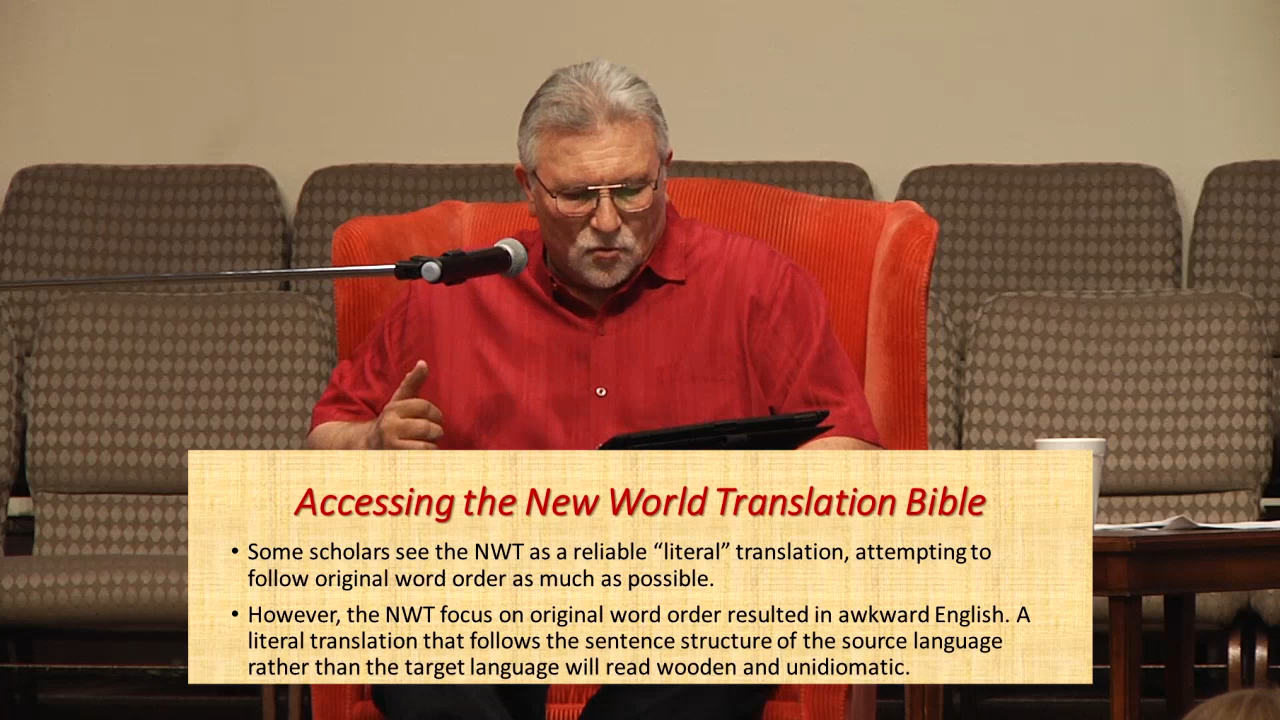 Accessing the New World Translation Bible
• Some scholars see the NWT as a reliable “literal” translation, attempting to
follow original word order as much as possible.
• However, the NWT focus on original word order resulted in awkward English. A
literal translation that follows the sentence structure of the source language
rather than the target language will read wooden and unidiomatic.